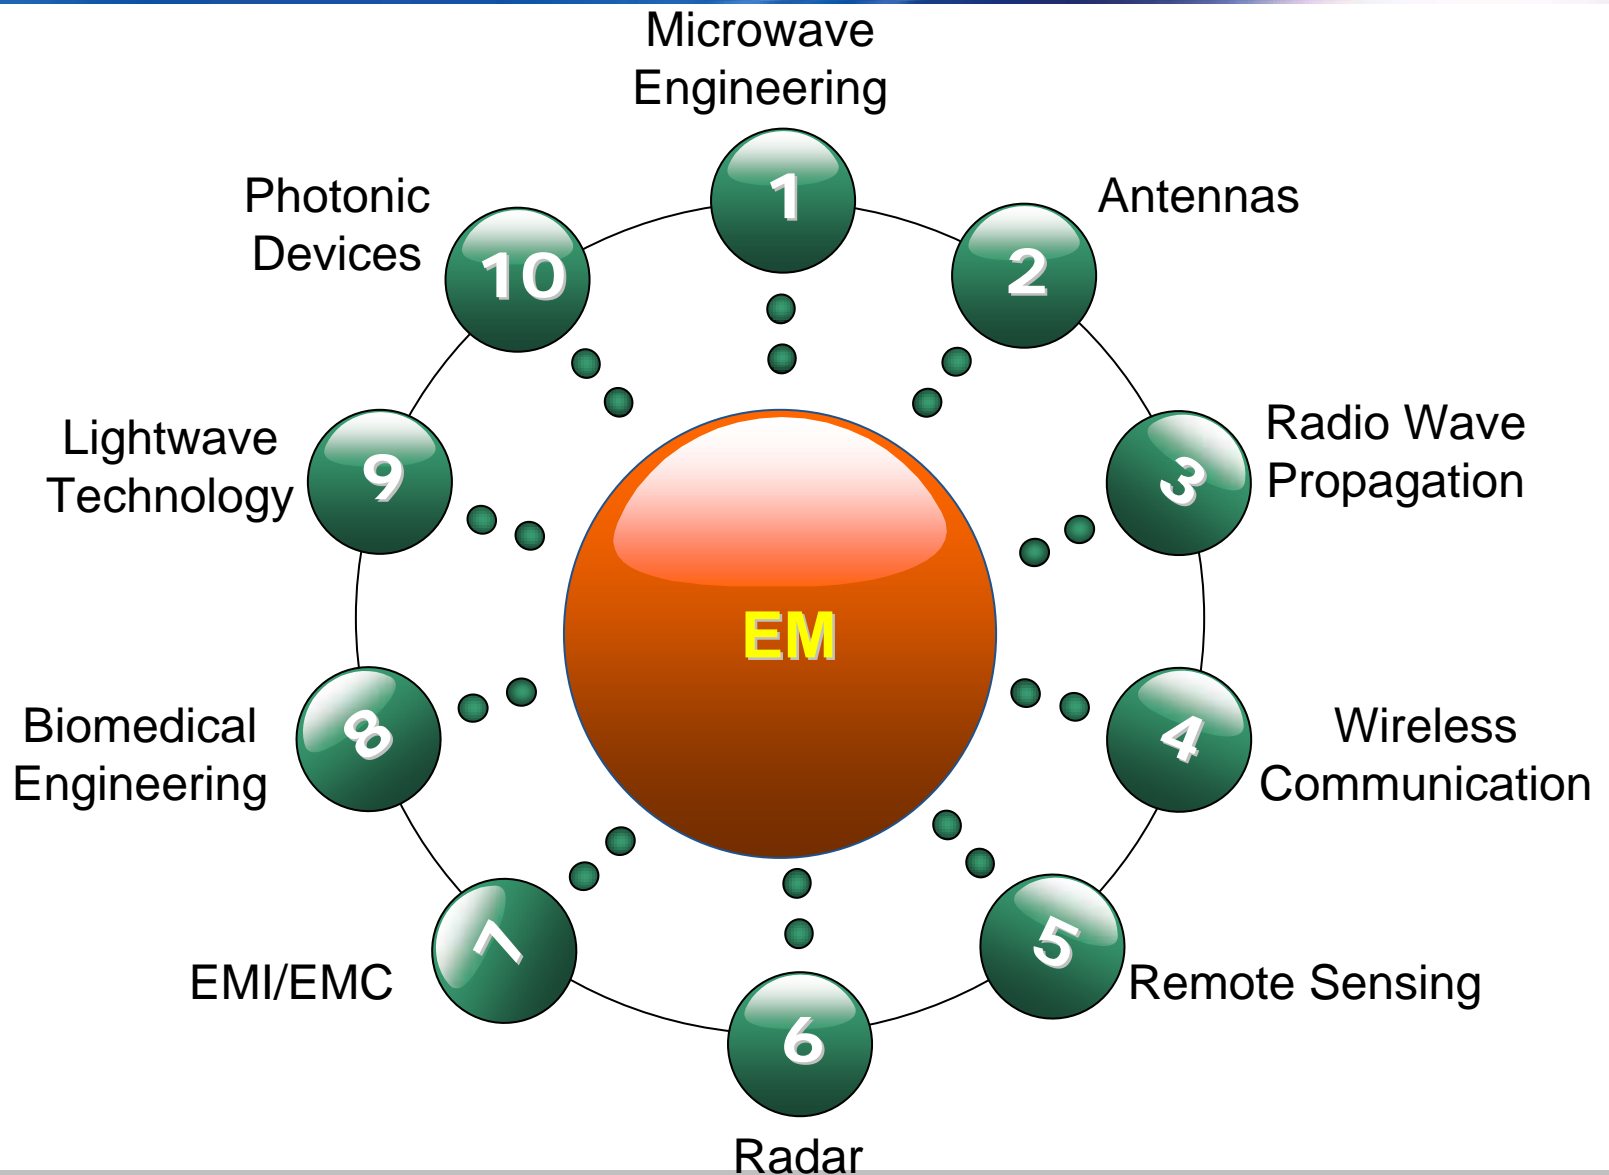 Microwave
Engineering
1
Antennas
2
Radio Wave
Propagation
3
Wireless
Communication
4
Remote Sensing
5
Radar
6
EMI/EMC
7
Biomedical
Engineering
8
Lightwave
Technology
9
Photonic
Devices
10
EM